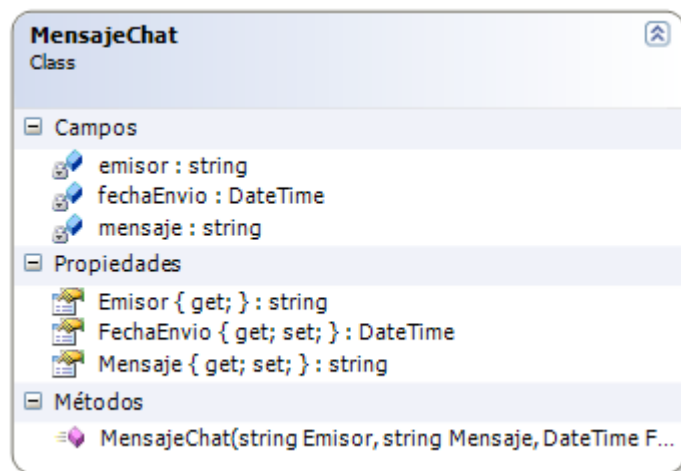 MensajeChat
Class
Campos
emisor : string
fechaEnvio : DateTime
mensaje : string
Propiedades
Emisor { get; } : string
FechaEnvio { get; set; } : DateTime
Mensaje { get; set; } : string
Métodos
MensajeChat(string Emisor, string Mensaje, DateTime F...